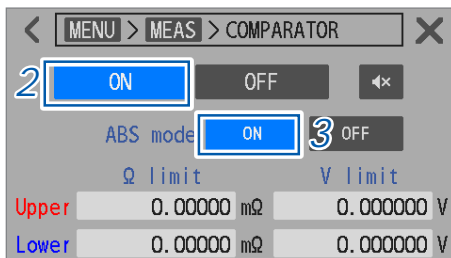 MENU > MEAS > COMPARATOR
2 ON OFF
ABS mode ON 3 OFF
Ω limit V limit
Upper 0.00000 mΩ 0.000000 V
Lower 0.00000 mΩ 0.000000 V